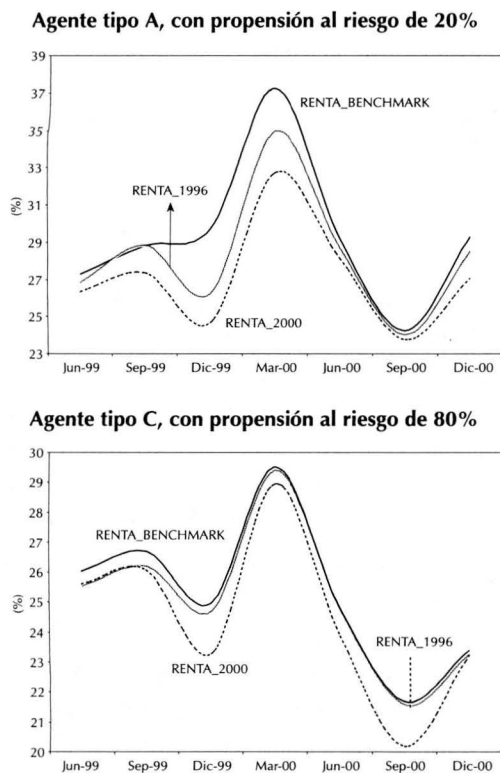 Agente tipo A, con propensión al riesgo de 20%
39
37
35
33
31
29
27
25
23
(%)
RENTA_BENCHMARK
RENTA_1996
RENTA_2000
Jun-99 Sep-99 Dic-99 Mar-00 Jun-00 Sep-00 Dic-00
Agente tipo C, con propensión al riesgo de 80%
30
29
28
27
26
25
24
23
22
21
20
(%)
RENTA_BENCHMARK
RENTA_2000
RENTA_1996
Jun-99 Sep-99 Dic-99 Mar-00 Jun-00 Sep-00 Dic-00